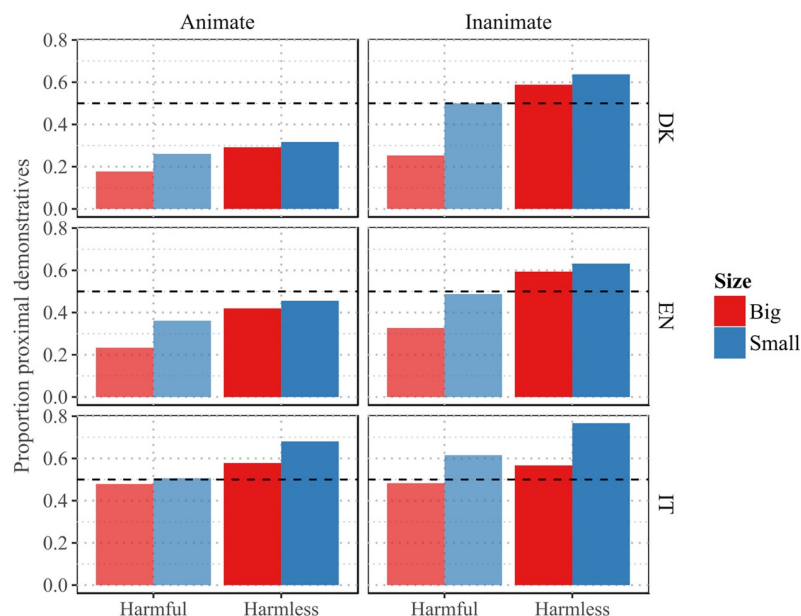 Animate Inanimate
Proportion proximal demonstratives
0.8
0.6
0.4
0.2
0.0
DK
0.8
0.6
0.4
0.2
0.0
EN
0.8
0.6
0.4
0.2
0.0
IT
Harmful Harmless Harmful Harmless
Size
Big
Small